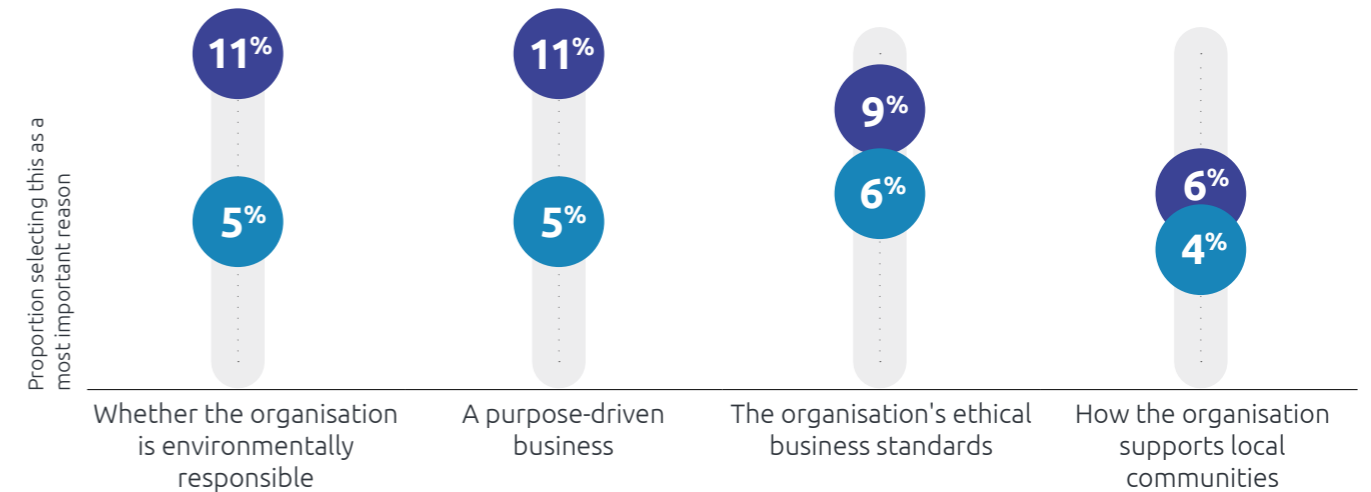 Proportion selecting this as a
most important reason
11%
5%
11%
5%
9%
6%
6%
4%
Whether the organisation
is environmentally
responsible
A purpose-driven
business
The organisation's ethical
business standards
How the organisation
supports local
communities